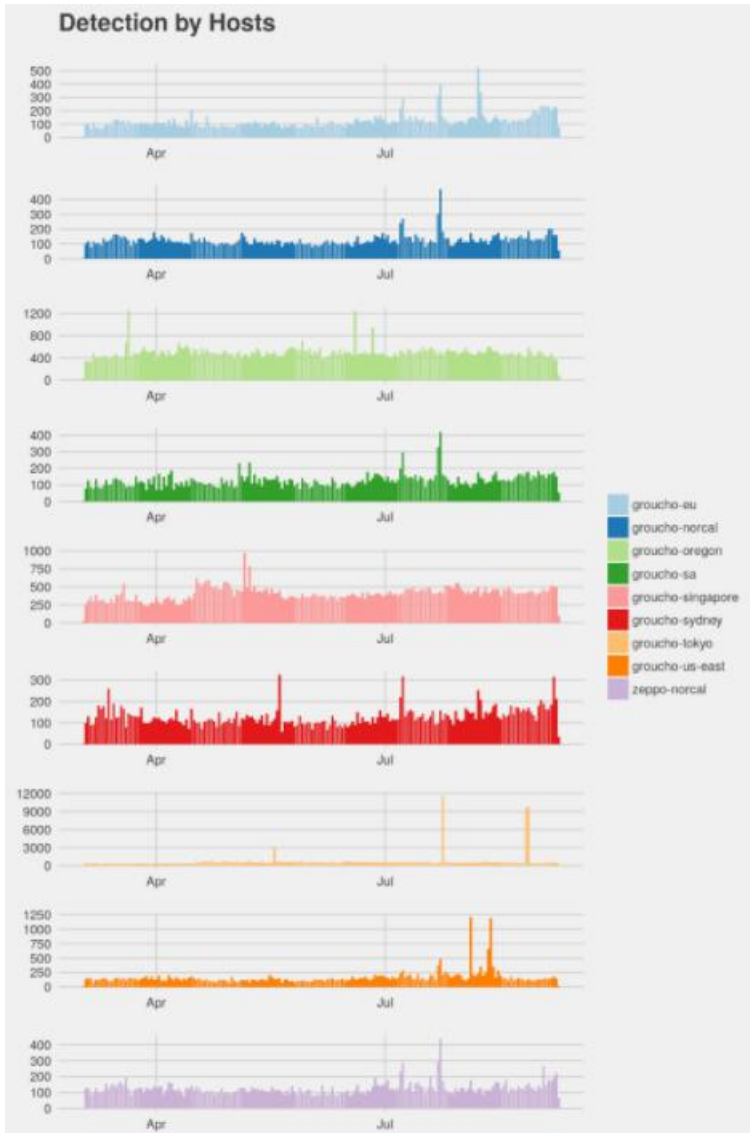 Detection by Hosts
500
400
300
200
100
0
Apr Jul
400
300
200
100
0
Apr Jul
1200
800
400
0
Apr Jul
400
300
200
100
0
Apr Jul
1000
750
500
250
0
Apr Jul
300
200
100
0
Apr Jul
12000
9000
6000
3000
0
Apr Jul
1250
1000
750
500
250
0
Apr Jul
400
300
200
100
0
Apr Jul
groucho-eu
groucho-norcal
groucho-oregon
groucho-sa
groucho-singapore
groucho-sydney
groucho-tokyo
groucho-us-east
zeppo-norcal